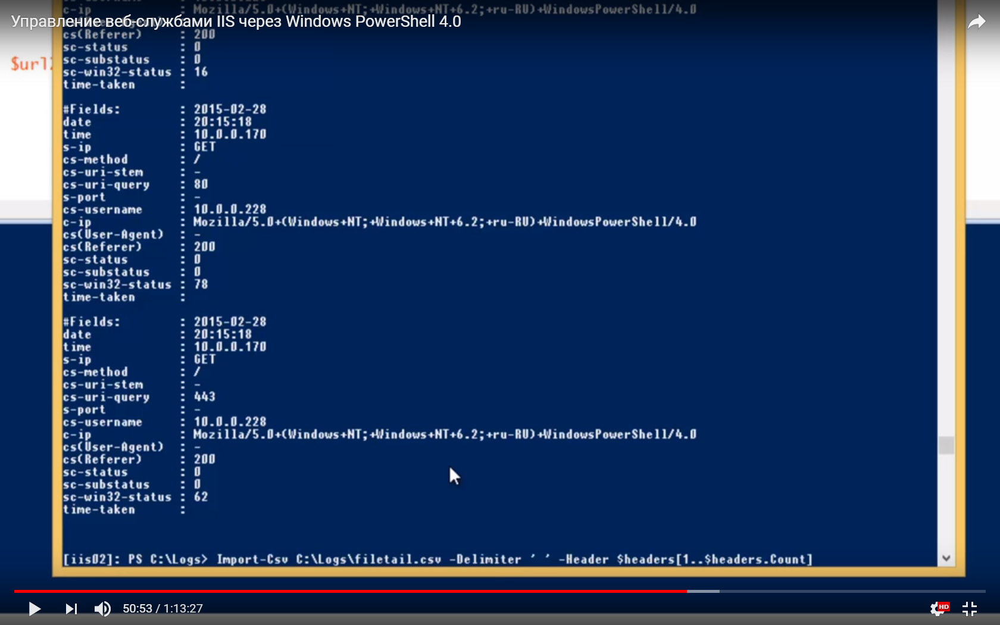 c-ip : Mozilla/5.0+(Windows+NT;+Windows+NT+6.2;+ru-RU)+WindowsPowerShell/4.0
Управление веб-службами IIS через Windows PowerShell 4.0
cs(Referer) : 200
sc-status : 0
$url
sc-substatus : 0
sc-win32-status : 16
time-taken :
#Fields: : 2015-02-28
date : 20:15:18
time : 10.0.0.170
s-ip : GET
cs-method : /
cs-uri-stem : -
cs-uri-query : 80
s-port : -
cs-username : 10.0.0.228
c-ip : Mozilla/5.0+(Windows+NT;+Windows+NT+6.2;+ru-RU)+WindowsPowerShell/4.0
cs(User-Agent) : -
cs(Referer) : 200
sc-status : 0
sc-substatus : 0
sc-win32-status : 78
time-taken :
#Fields: : 2015-02-28
date : 20:15:18
time : 10.0.0.170
s-ip : GET
cs-method : /
cs-uri-stem : -
cs-uri-query : 443
s-port : -
cs-username : 10.0.0.228
c-ip : Mozilla/5.0+(Windows+NT;+Windows+NT+6.2;+ru-RU)+WindowsPowerShell/4.0
cs(User-Agent) : -
cs(Referer) : 200
sc-status : 0
sc-substatus : 0
sc-win32-status : 62
time-taken :
[iis02]: PS C:\Logs> Import-Csv C:\Logs\filetail.csv -Delimiter ' ' -Header $headers[1..$headers.Count]
50:53 / 1:13:27
HD